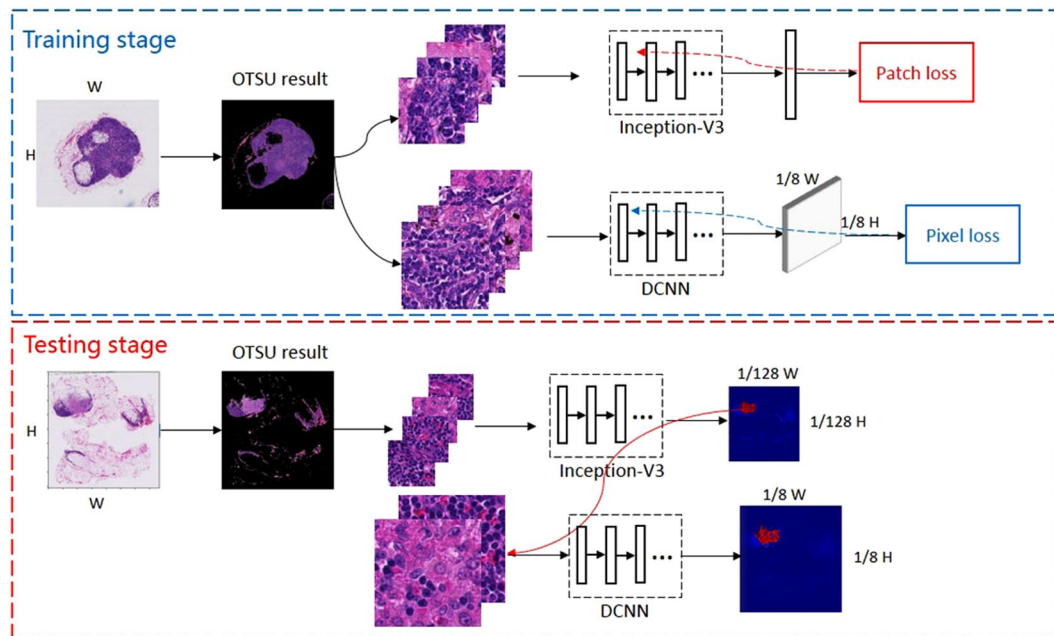 Training stage
W
OTSU result
H
Inception-V3
Patch loss
1/8 W
1/8 H
Pixel loss
DCNN
Testing stage
OTSU result
1/128 W
H
1/128 H
Inception-V3
W
1/8 W
1/8 H
DCNN